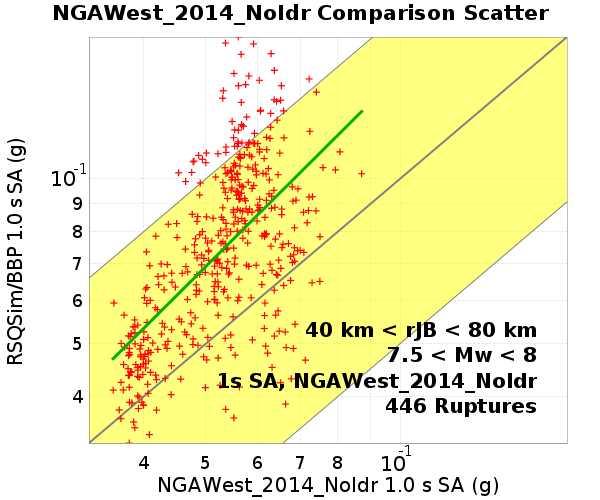 NGAWest_2014_NoIdr Comparison Scatter
RSQSim/BBP 1.0 s SA (g)
10-1
9
8
7
6
5
4
40 km < rJB < 80 km
7.5 < Mw < 8
1s SA, NGAWest_2014_NoIdr
446 Ruptures
4 5 6 7 8 10-1
NGAWest_2014_NoIdr 1.0 s SA (g)